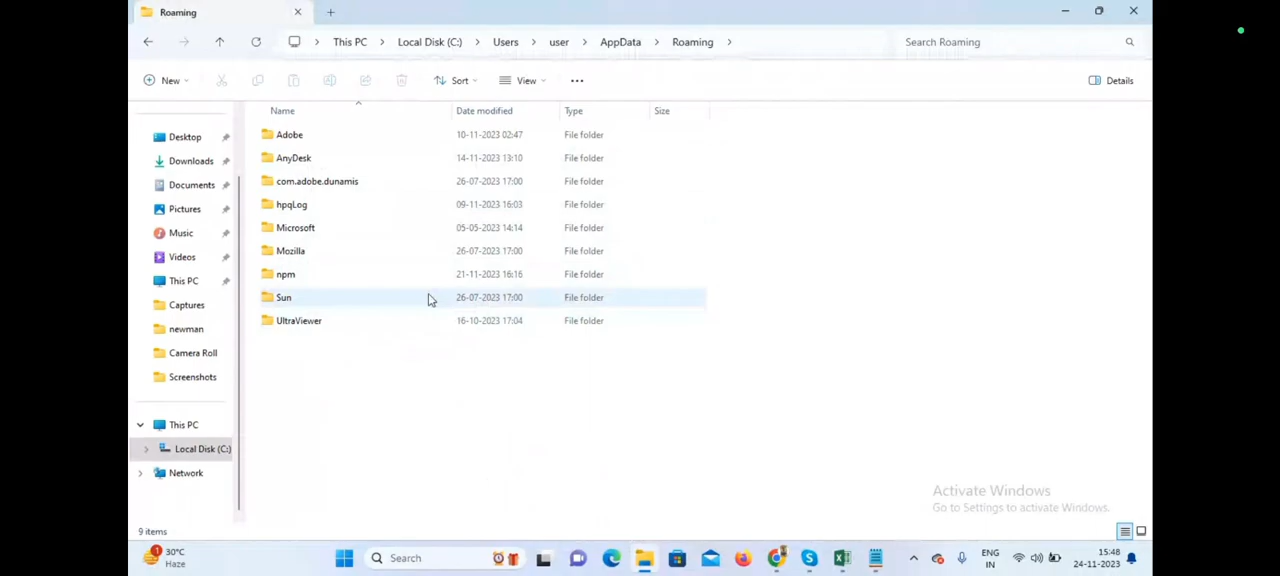 Roaming
This PC > Local Disk (C:) > Users > user > AppData > Roaming >
Search Roaming
New
Sort
View
Details
Name Date modified Type Size
Adobe 10-11-2023 02:47 File folder
AnyDesk 14-11-2023 13:10 File folder
com.adobe.dunamis 26-07-2023 17:00 File folder
hpqLog 09-11-2023 16:03 File folder
Microsoft 05-05-2023 14:14 File folder
Mozilla 26-07-2023 17:00 File folder
npm 21-11-2023 16:16 File folder
Sun 26-07-2023 17:00 File folder
UltraViewer 16-10-2023 17:04 File folder
Desktop
Downloads
Documents
Pictures
Music
Videos
This PC
Captures
newman
Camera Roll
Screenshots
This PC
Local Disk (C:)
Network
Activate Windows
Go to Settings to activate Windows.
9 items
1
30°C
Haze
Search
ENG
IN
15:48
24-11-2023